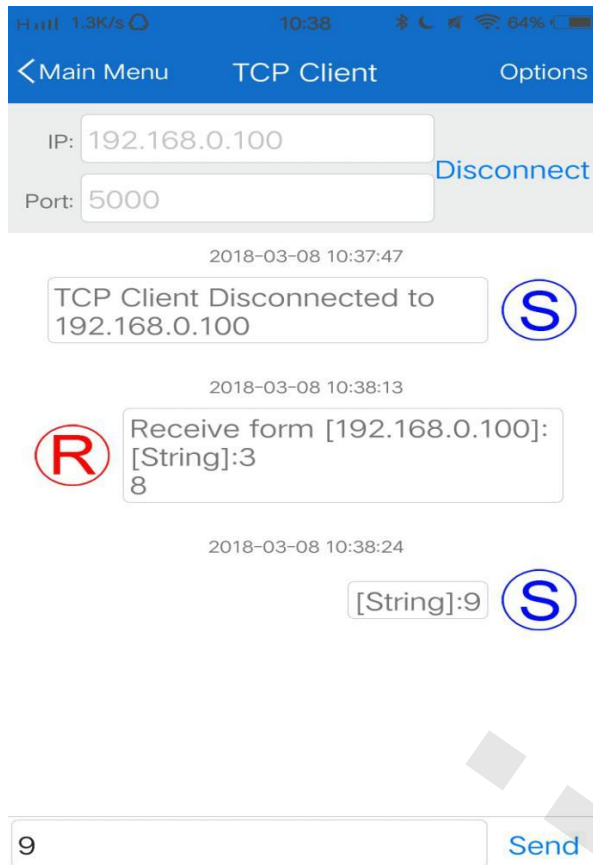 1.3K/s 10:38 64%
Main Menu TCP Client Options
IP: 192.168.0.100
Disconnect
Port: 5000
2018-03-08 10:37:47
TCP Client Disconnected to
192.168.0.100
S
2018-03-08 10:38:13
R
Receive form [192.168.0.100]:
[String]:3
8
2018-03-08 10:38:24
[String]:9
S
9 Send